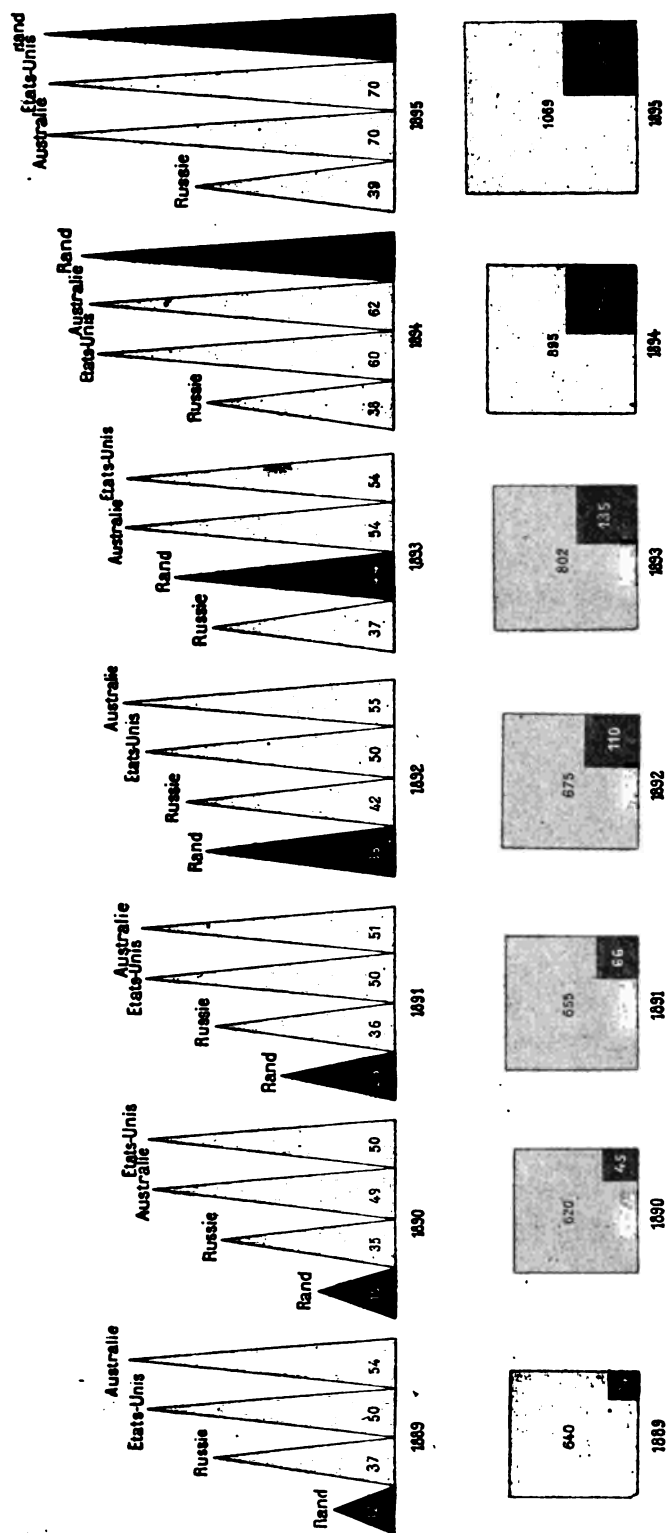 Rand
Etats-Unis
Australie
Russie
70
70
39
1895
Rand
Australie
Etats-Unis
Russie
62
60
38
1894
Etats-Unis
Australie
Rand
Russie
54
54
37
1893
Australie
Etats-Unis
Russie
Rand
55
50
42
1892
Australie
Etats-Unis
Russie
Rand
51
50
36
1891
Etats-Unis
Australie
Russie
Rand
50
49
35
1890
Australie
Etats-Unis
Russie
Rand
54
50
37
1889
1069
1895
895
1894
802
135
1893
675
110
1892
655
66
1891
620
45
1890
640
1889